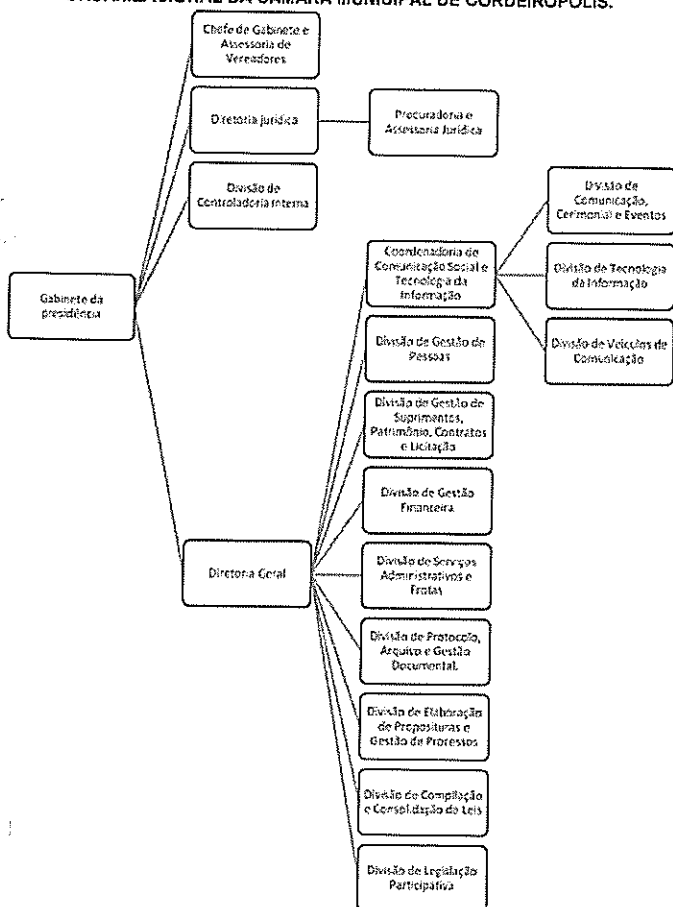 ORGANIZACIONAL DA CÂMARA MUNICIPAL DE CORDEIRÓPOLIS.
Chefe de Gabinete e
Assessoria de
Vereadores
Diretoria Jurídica
Procuradoria e
Assessoria Jurídica
Divisão de
Controladoria Interna
Gabinete da
presidência
Coordenadoria de
Comunicação Social e
Tecnologia da
Informação
Divisão de
Comunicação,
Cerimonial e Eventos
Divisão de Tecnologia
da Informação
Divisão de Veículos de
Comunicação
Divisão de Gestão de
Pessoas
Divisão de Gestão de
Suprimentos,
Patrimônio, Contratos
e Licitação
Divisão de Gestão
Financeira
Diretoria Geral
Divisão de Serviços
Administrativos e
Frotas
Divisão de Protocolo,
Arquivo e Gestão
Documental.
Divisão de Elaboração
de Proposituras e
Gestão de Processos
Divisão de Compilação
e Consolidação de Leis
Divisão de Legislação
Participativa